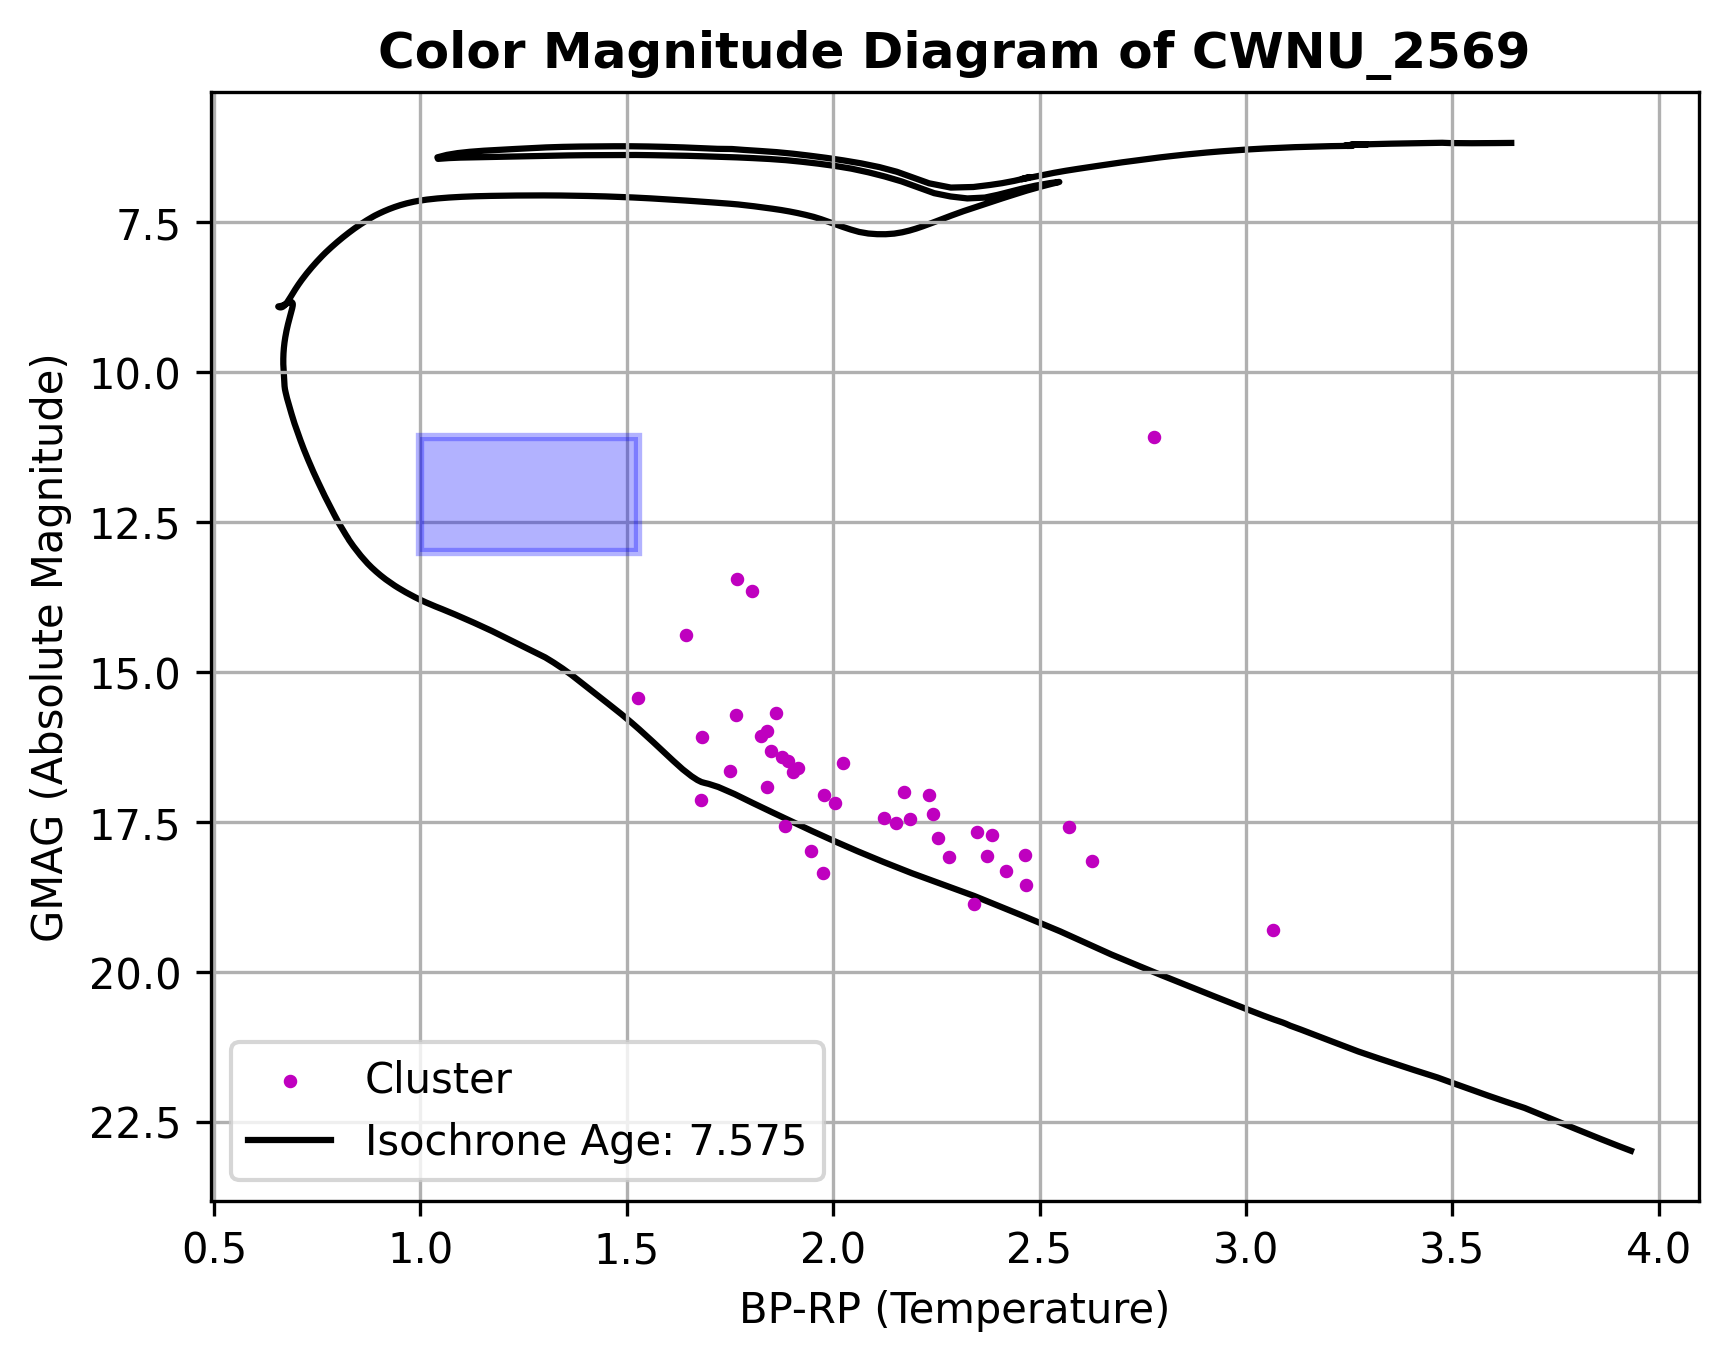 Color Magnitude Diagram of CWNU_2569
GMAG (Absolute Magnitude)
7.5
10.0
12.5
15.0
17.5
20.0
22.5
Cluster
Isochrone Age: 7.575
0.5 1.0 1.5 2.0 2.5 3.0 3.5 4.0
BP-RP (Temperature)